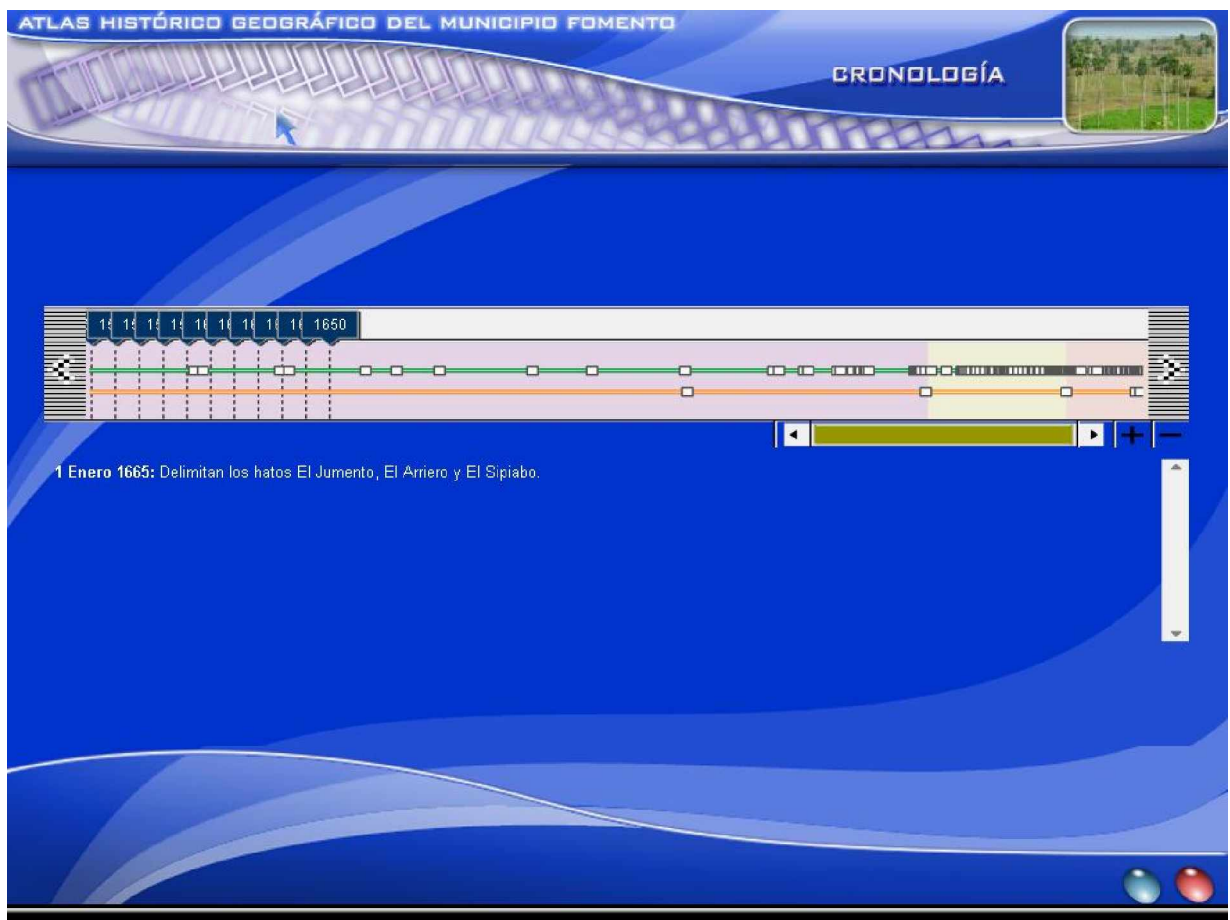 ATLAS HISTÓRICO GEOGRÁFICO DEL MUNICIPIO FOMENTO
CRONOLOGÍA
1650
1 Enero 1665: Delimitan los hatos El Jumento, El Arriero y El Sipiabo.